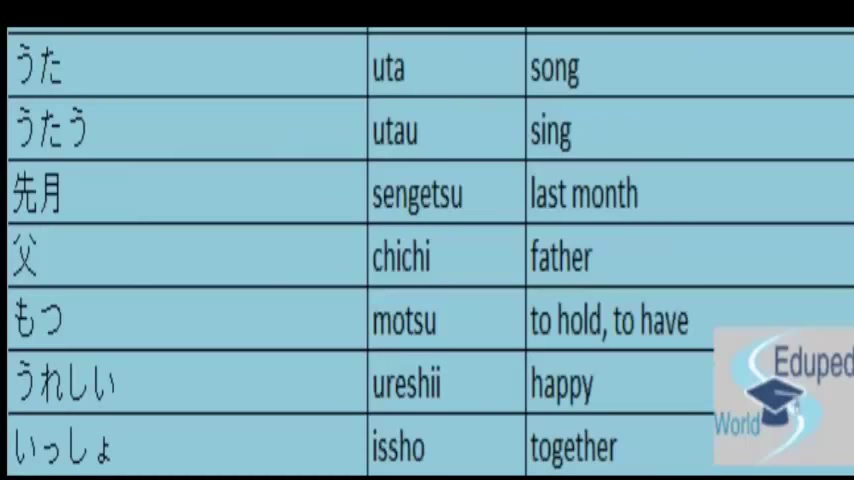 うた uta song
うたう utau sing
先月 sengetsu last month
父 chichi father
もつ motsu to hold, to have
うれしい ureshii happy
いっしょ issho together
Eduped
World